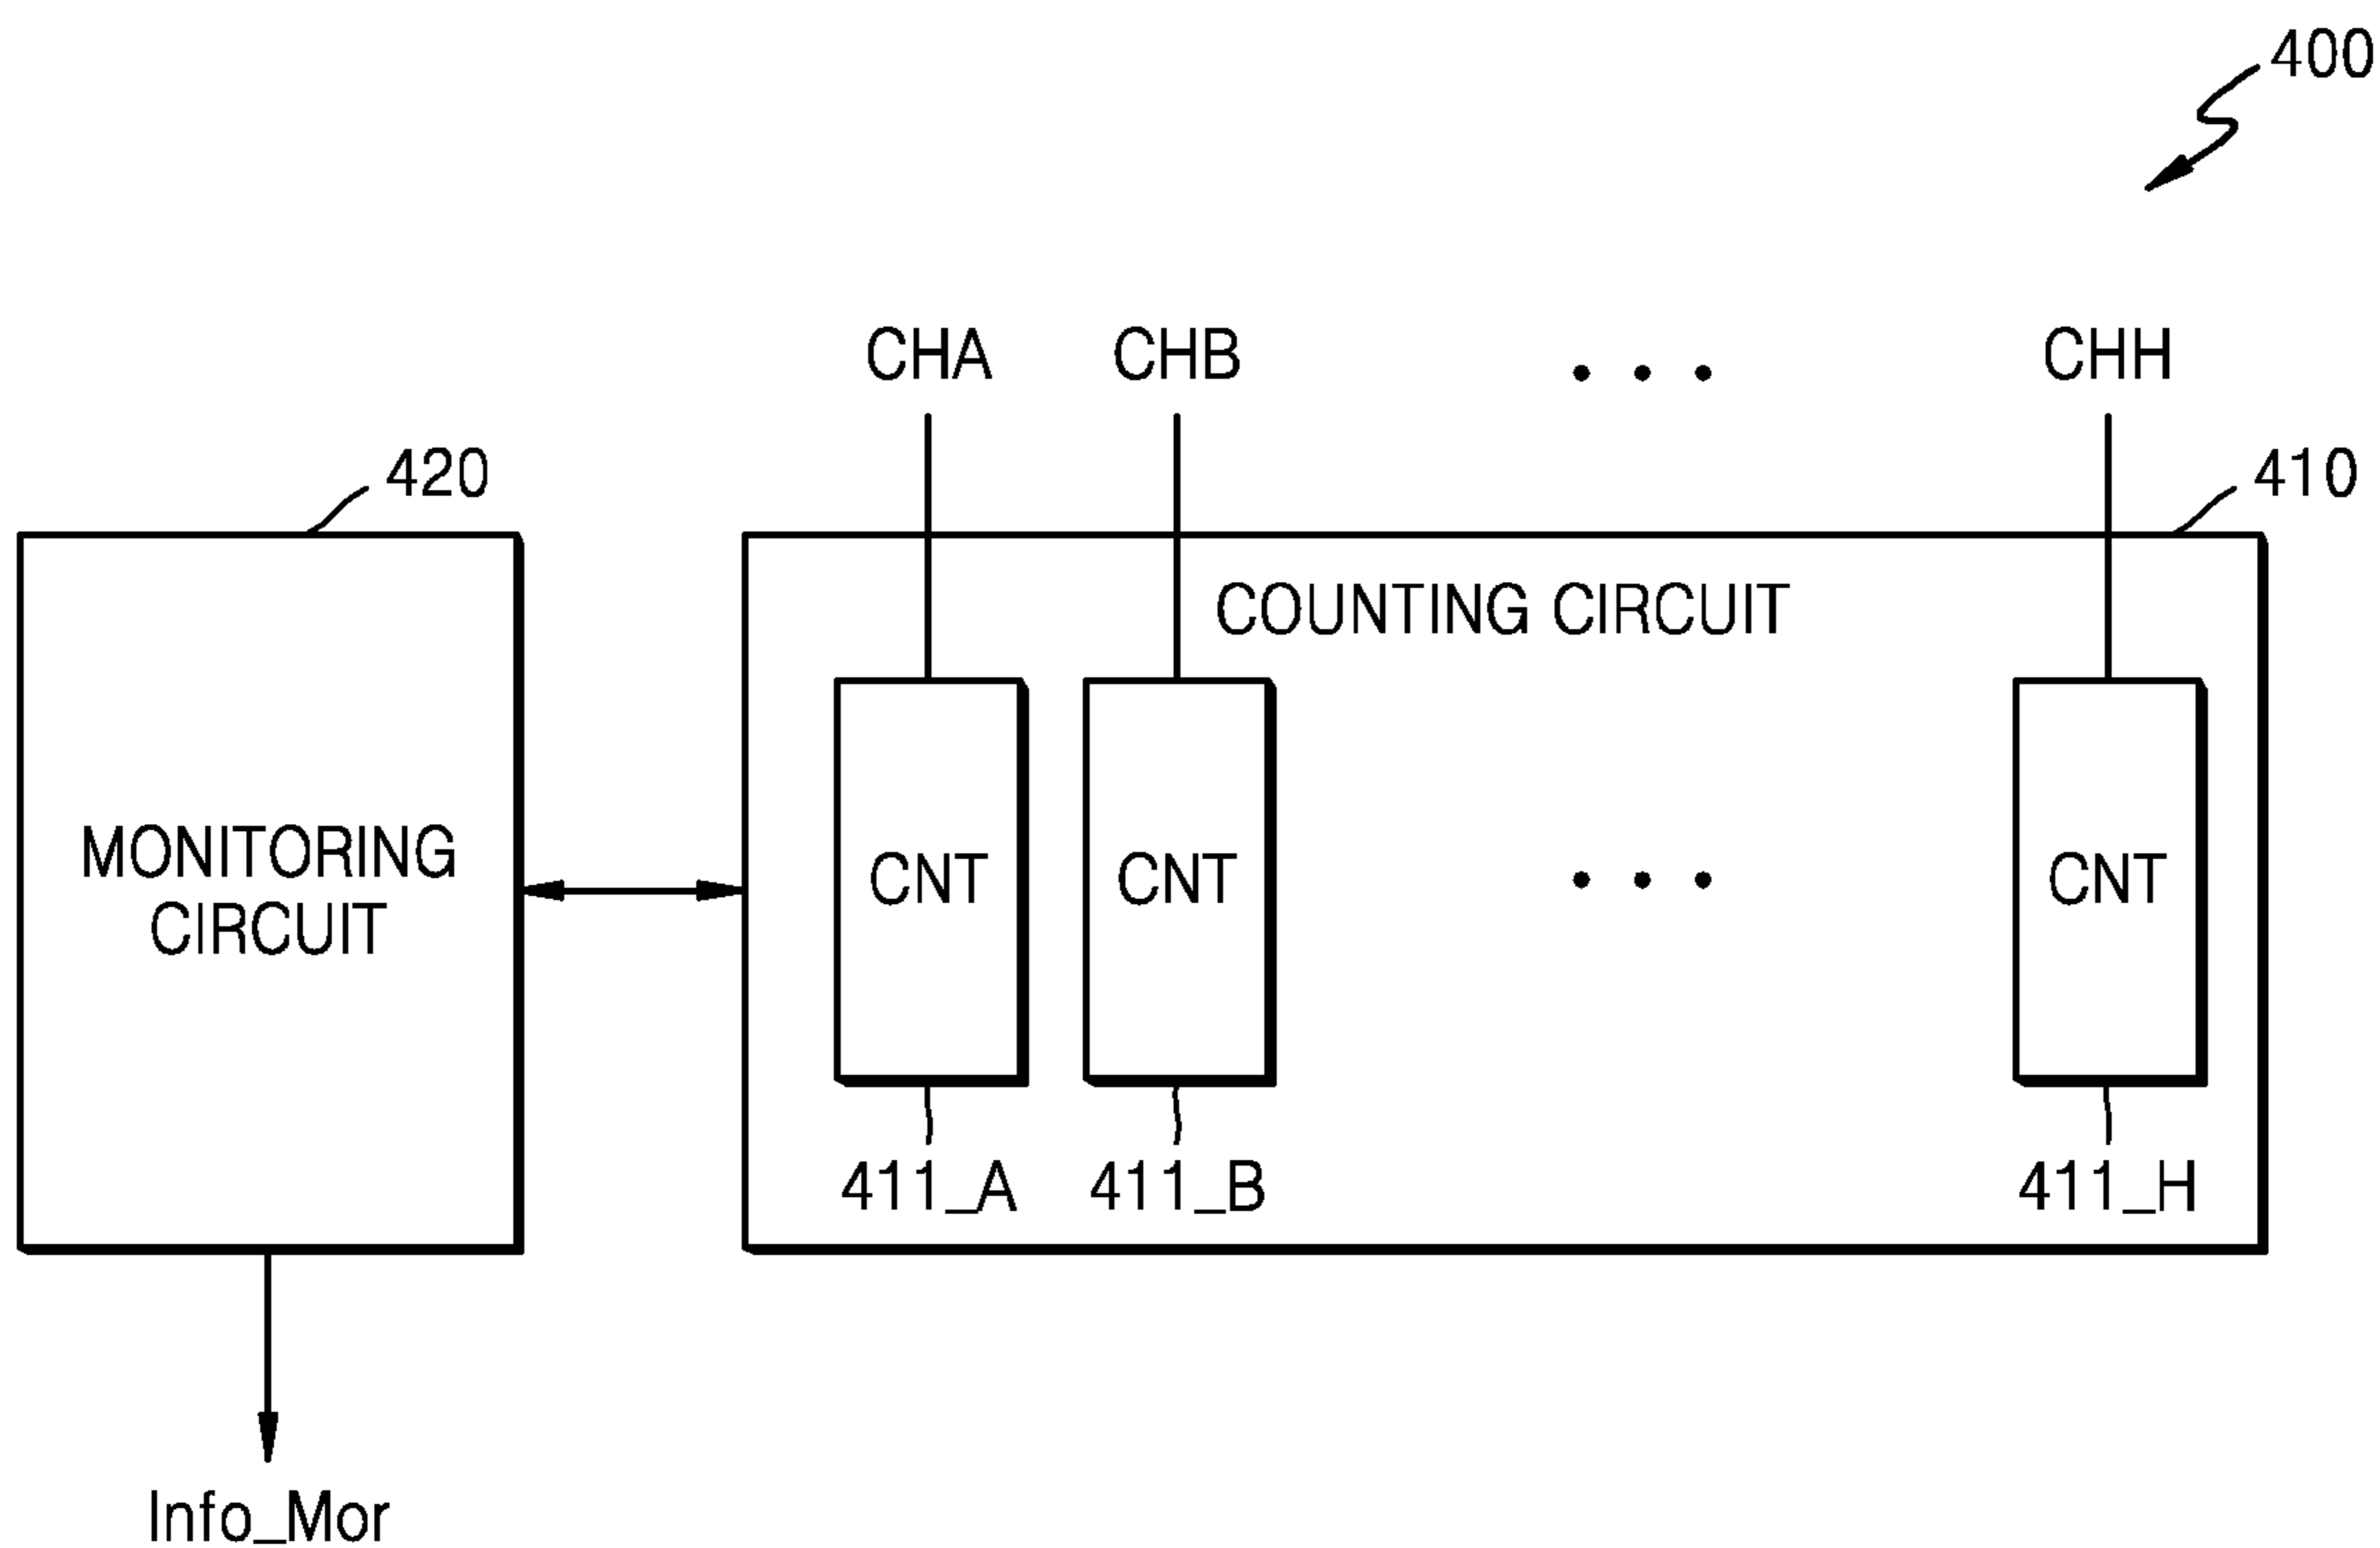 400
CHA CHB ... CHH
420
410
COUNTING CIRCUIT
MONITORING
CIRCUIT
CNT CNT ... CNT
411_A 411_B 411_H
Info_Mor